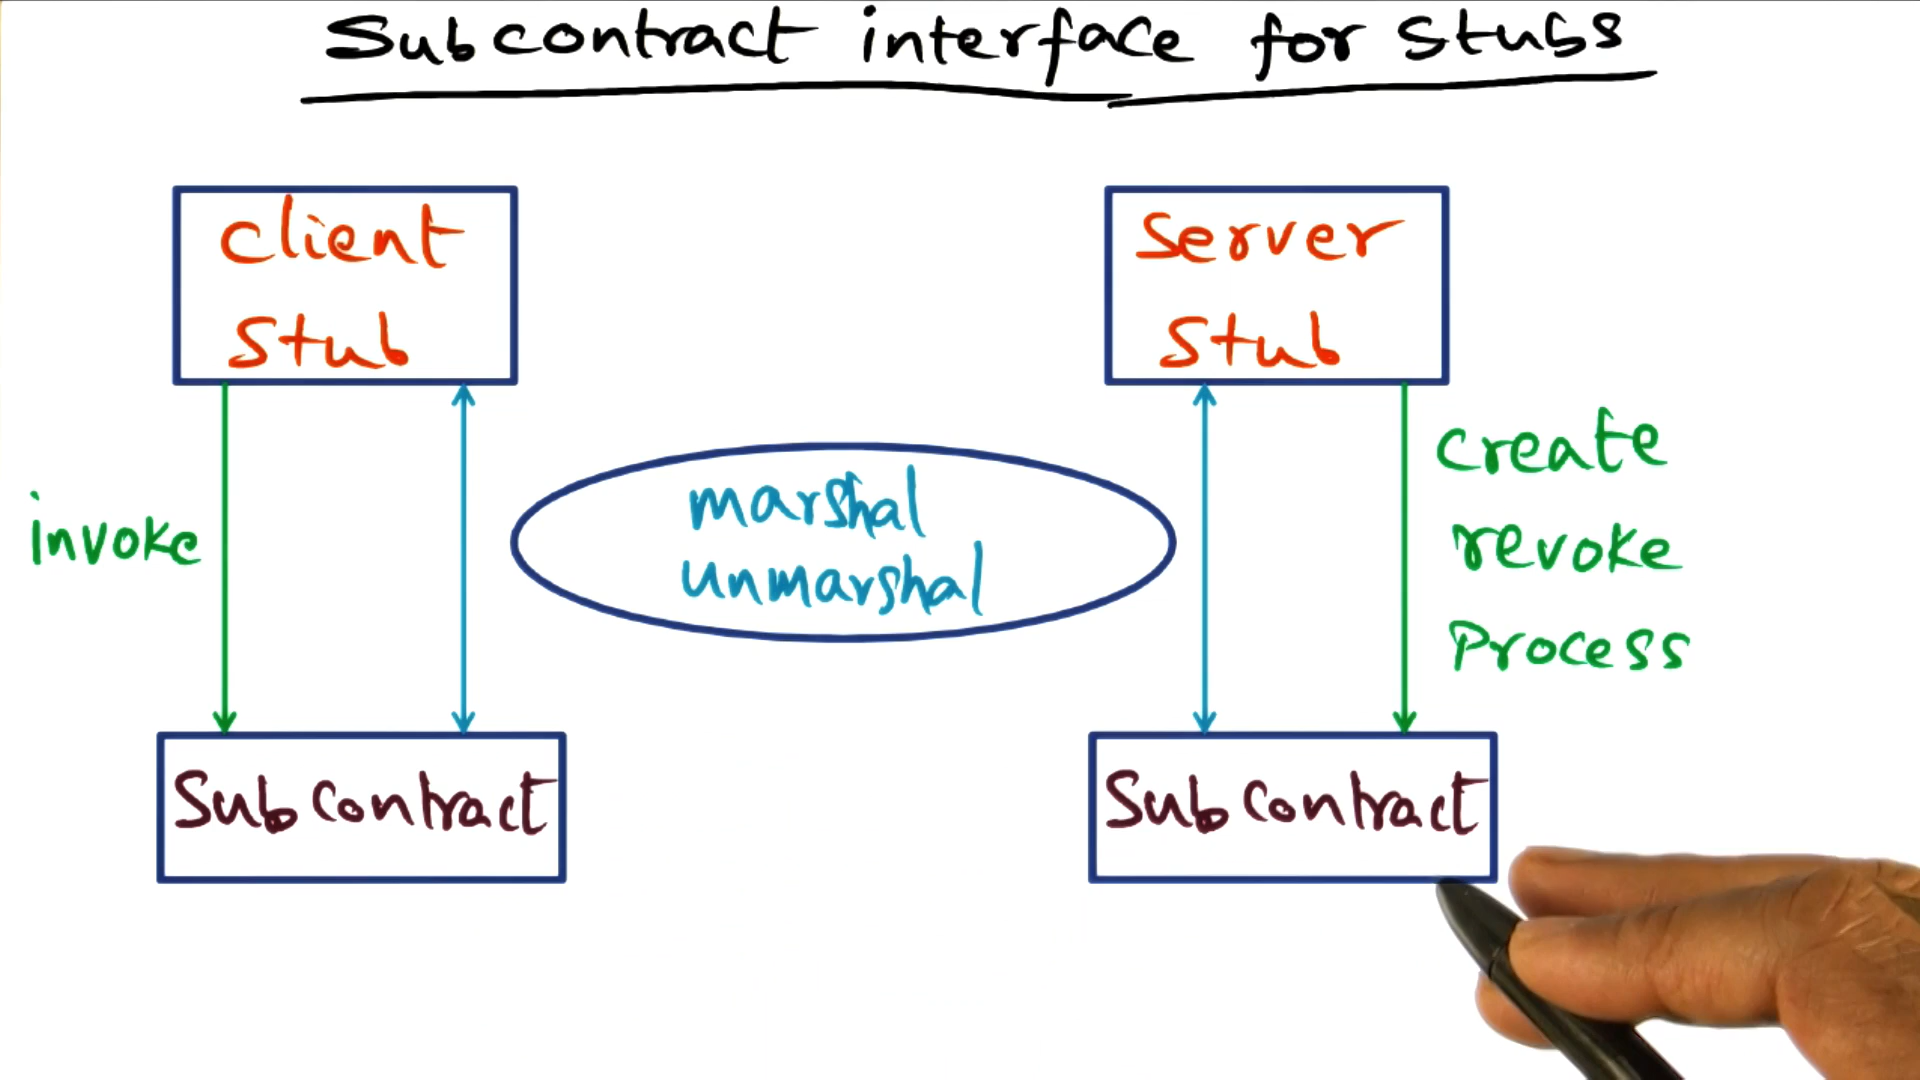 Subcontract interface for stubs
client
stub
server
stub
invoke
marshal
unmarshal
create
revoke
Process
Subcontract
Subcontract